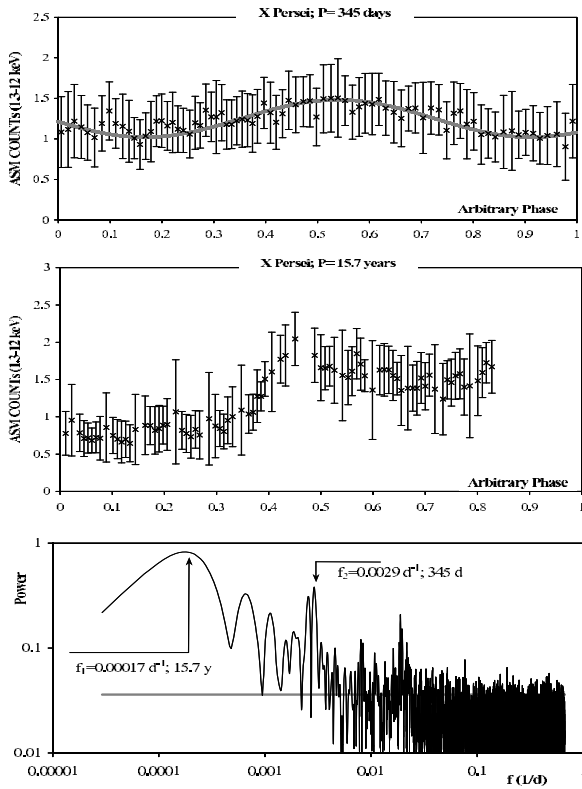 X Persei; P= 345 days
2.5
2
1.5
1
0.5
0
ASM COUNTs (1.3-12 keV)
Arbitrary Phase
0 0.1 0.2 0.3 0.4 0.5 0.6 0.7 0.8 0.9 1
X Persei; P= 15.7 years
3
2.5
2
1.5
1
0.5
0
ASM COUNTs (1.3-12 keV)
Arbitrary Phase
0 0.1 0.2 0.3 0.4 0.5 0.6 0.7 0.8 0.9 1
1
0.1
0.01
Power
f₂=0.0029 d⁻¹; 345 d
f₁=0.00017 d⁻¹; 15.7 y
0.00001 0.0001 0.001 0.01 0.1
f (1/d)